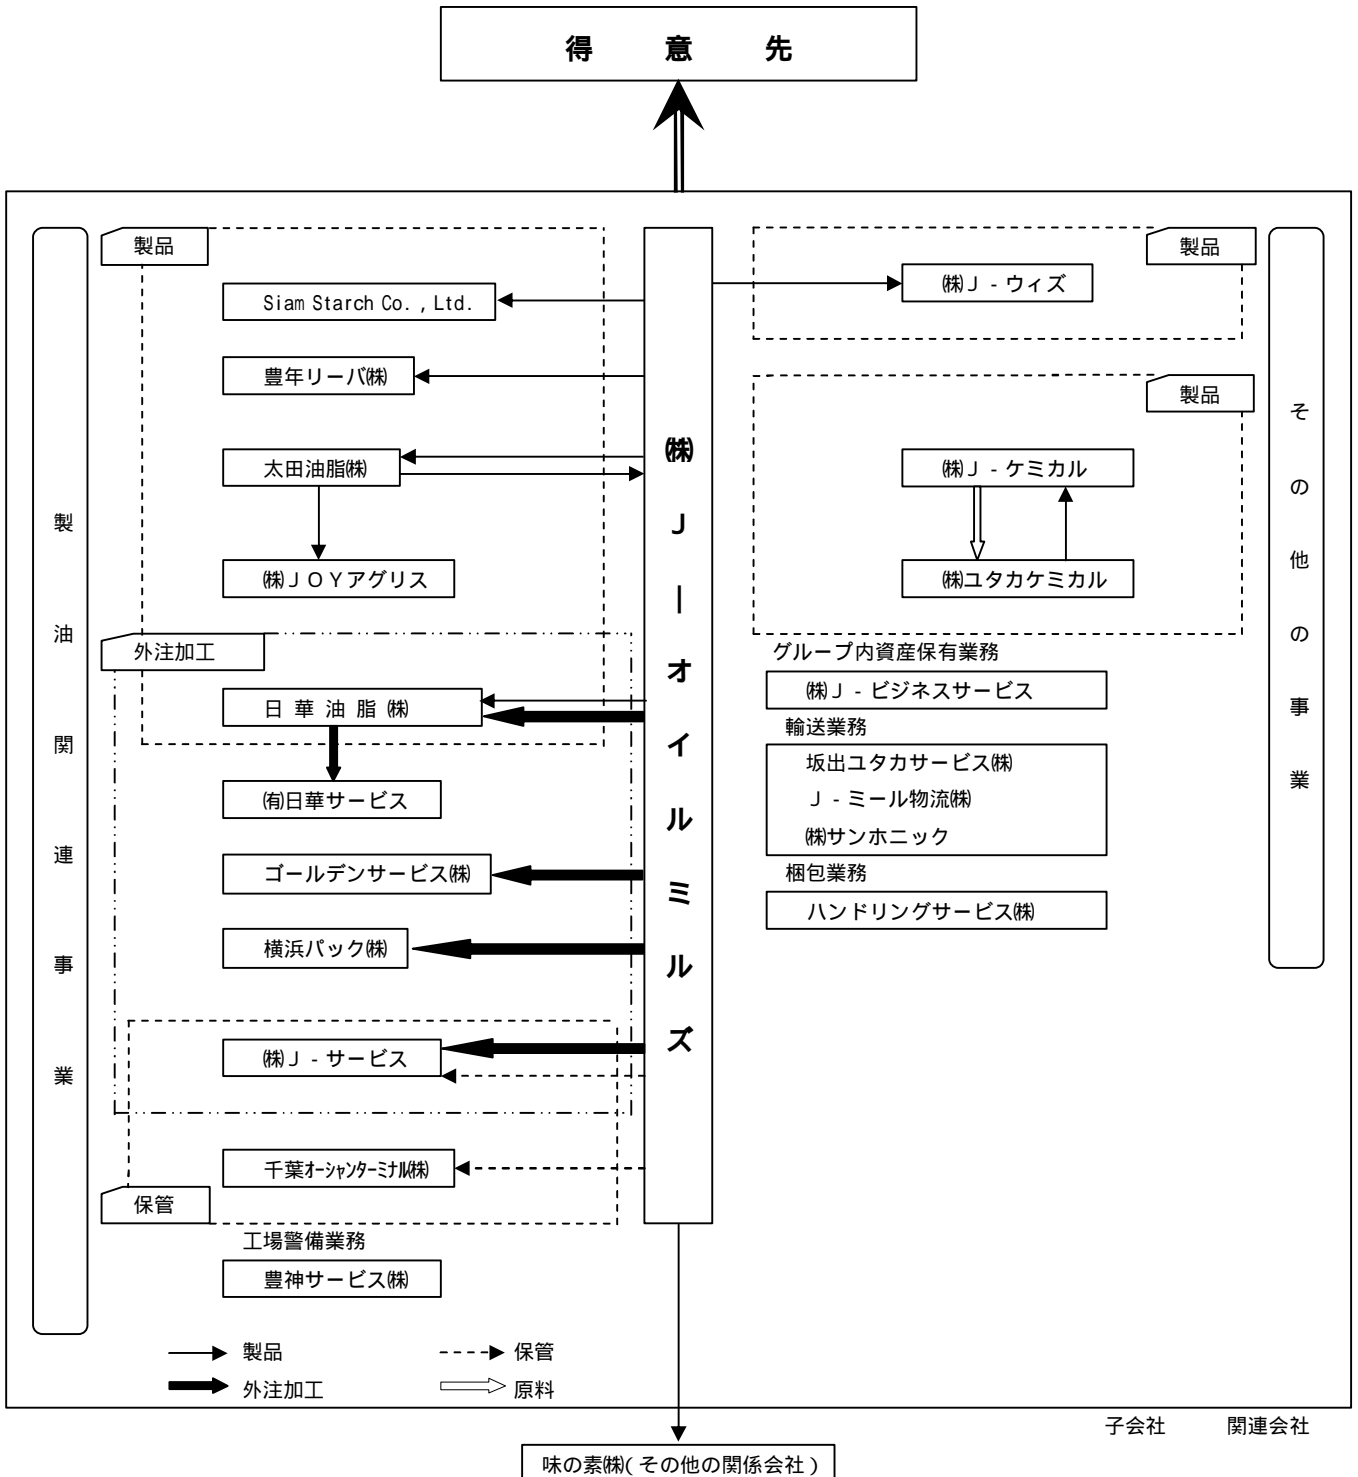 得意先
製油関連事業
製品
Siam Starch Co. , Ltd.
豊年リーバ㈱
太田油脂㈱
㈱ＪＯＹアグリス
外注加工
日華油脂㈱
㈲日華サービス
ゴールデンサービス㈱
横浜パック㈱
㈱Ｊ‐サービス
千葉ｵｰｼｬﾝﾀｰﾐﾅﾙ㈱
保管
工場警備業務
豊神サービス㈱
㈱Ｊ―オイルミルズ
製品
㈱Ｊ‐ウィズ
製品
㈱Ｊ‐ケミカル
㈱ユタカケミカル
グループ内資産保有業務
㈱Ｊ‐ビジネスサービス
輸送業務
坂出ユタカサービス㈱
Ｊ‐ミール物流㈱
㈱サンホニック
梱包業務
ハンドリングサービス㈱
その他の事業
製品
保管
外注加工
原料
子会社 関連会社
味の素㈱(その他の関係会社)